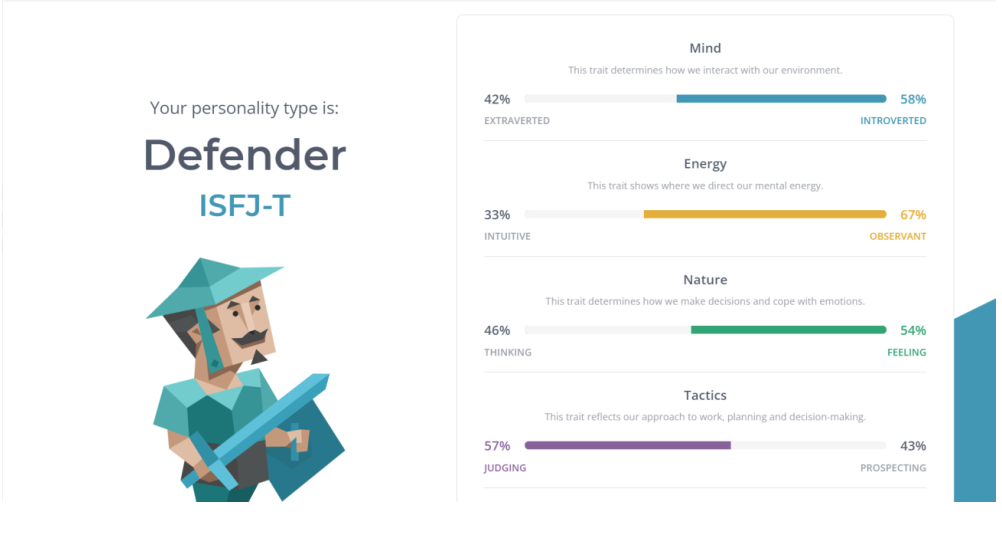 Your personality type is:
Defender
ISFJ-T
Mind
This trait determines how we interact with our environment.
42%
58%
EXTRAVERTED
INTROVERTED
Energy
This trait shows where we direct our mental energy.
33%
67%
INTUITIVE
OBSERVANT
Nature
This trait determines how we make decisions and cope with emotions.
46%
54%
THINKING
FEELING
Tactics
This trait reflects our approach to work, planning and decision-making.
57%
43%
JUDGING
PROSPECTING